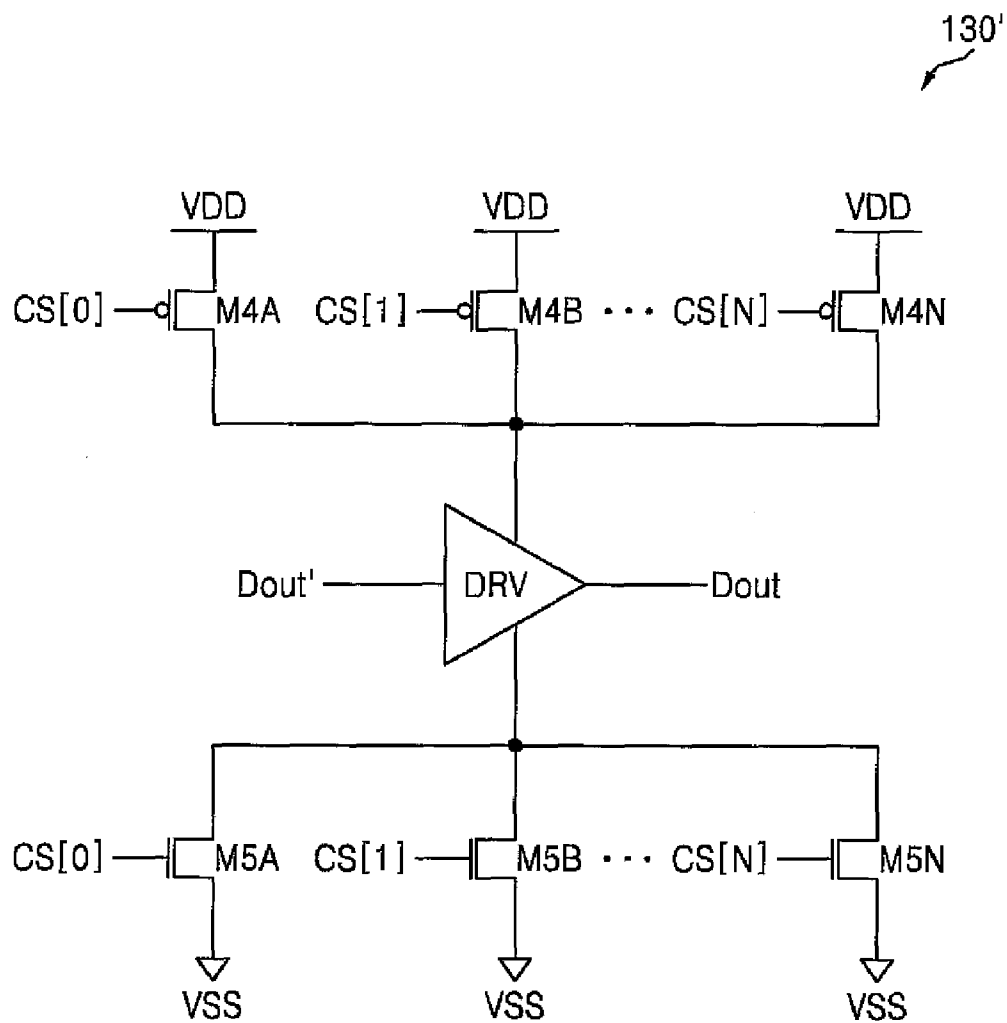 130'
VDD VDD VDD
CS[0] M4A CS[1] M4B ··· CS[N] M4N
Dout' DRV Dout
CS[0] M5A CS[1] M5B ··· CS[N] M5N
VSS VSS VSS